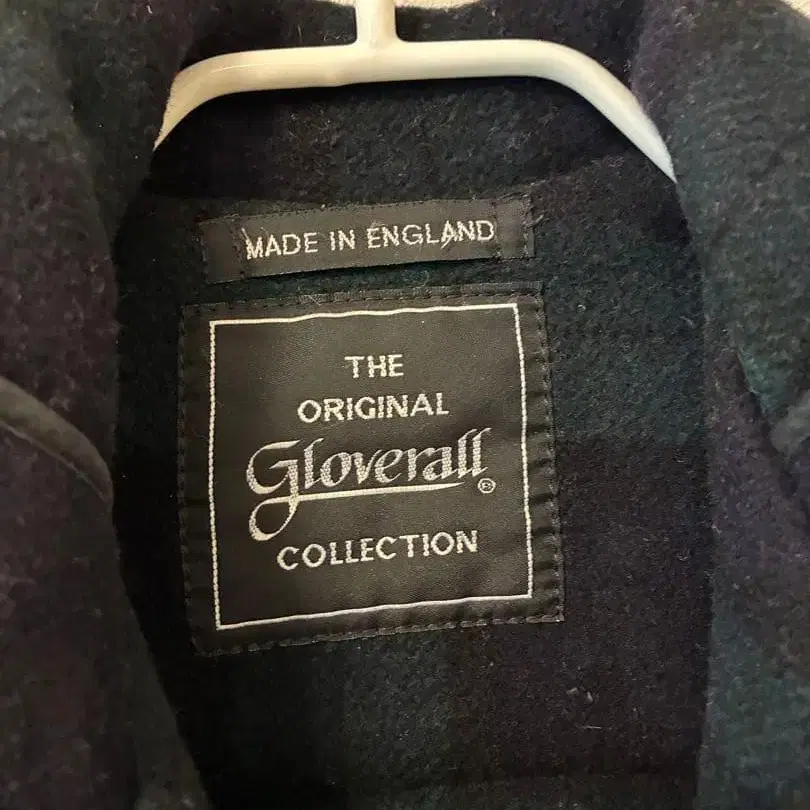 MADE IN ENGLAND
THE
ORIGINAL
Gloverall®
COLLECTION